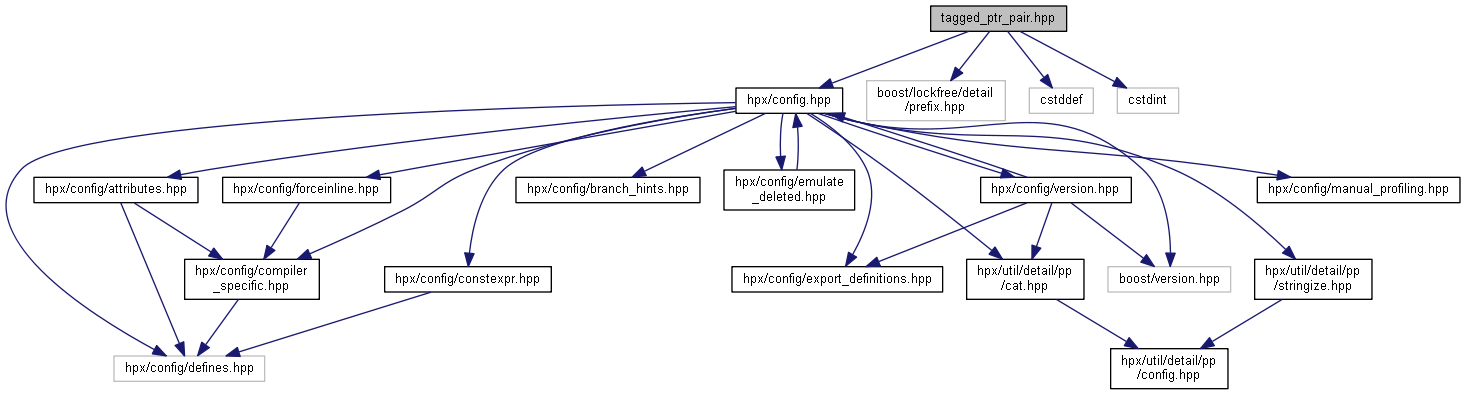 tagged_ptr_pair.hpp
hpx/config.hpp
boost/lockfree/detail
/prefix.hpp
cstddef
cstdint
hpx/config/attributes.hpp
hpx/config/forceinline.hpp
hpx/config/branch_hints.hpp
hpx/config/emulate
_deleted.hpp
hpx/config/version.hpp
hpx/config/manual_profiling.hpp
hpx/config/compiler
_specific.hpp
hpx/config/constexpr.hpp
hpx/config/export_definitions.hpp
hpx/util/detail/pp
/cat.hpp
boost/version.hpp
hpx/util/detail/pp
/stringize.hpp
hpx/config/defines.hpp
hpx/util/detail/pp
/config.hpp